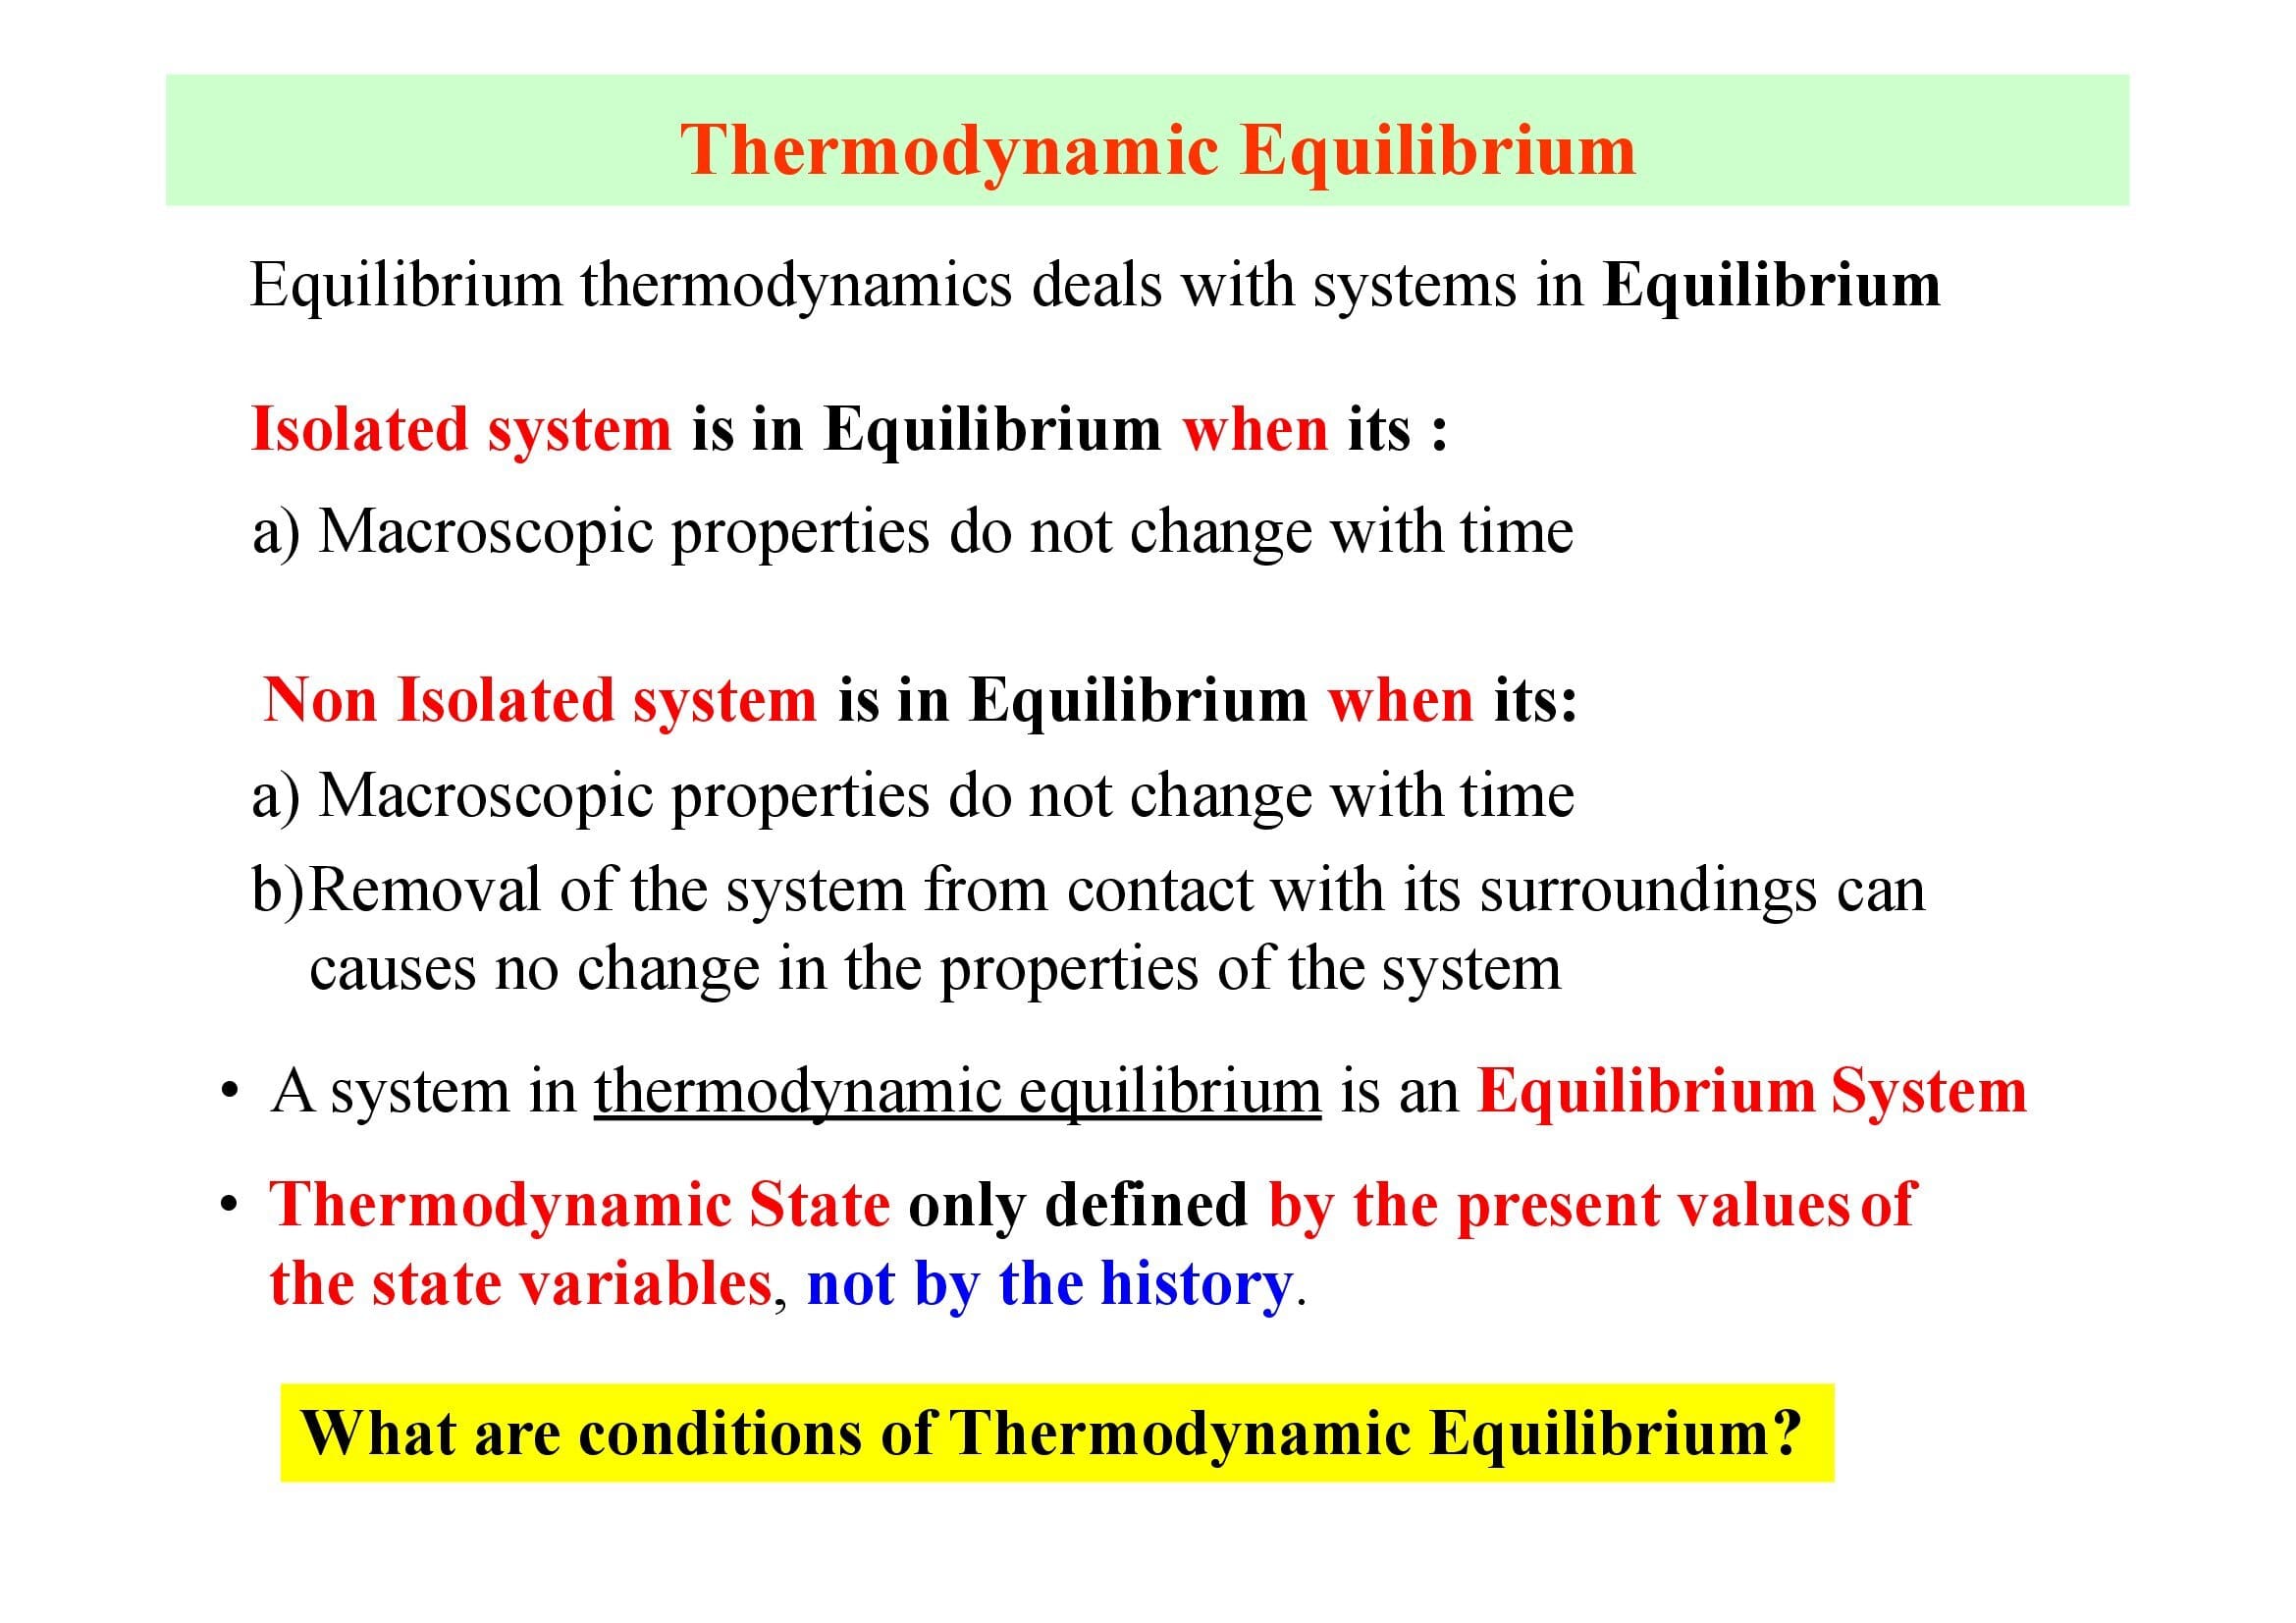 Thermodynamic Equilibrium
Equilibrium thermodynamics deals with systems in Equilibrium
Isolated system is in Equilibrium when its :
a) Macroscopic properties do not change with time
Non Isolated system is in Equilibrium when its:
a) Macroscopic properties do not change with time
b)Removal of the system from contact with its surroundings can
causes no change in the properties of the system
• A system in thermodynamic equilibrium is an Equilibrium System
• Thermodynamic State only defined by the present values of
the state variables, not by the history.
What are conditions of Thermodynamic Equilibrium?